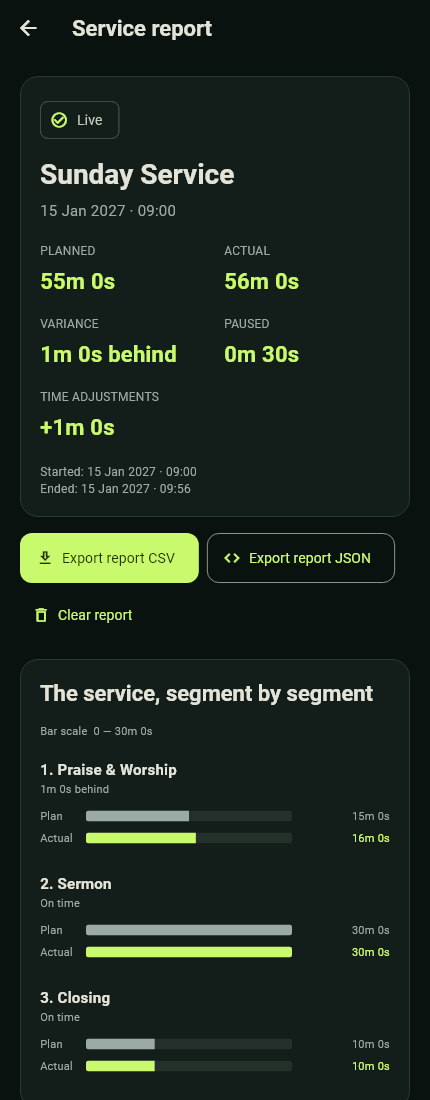 Service report
Live
Sunday Service
15 Jan 2027 · 09:00
PLANNED ACTUAL
55m 0s 56m 0s
VARIANCE PAUSED
1m 0s behind 0m 30s
TIME ADJUSTMENTS
+1m 0s
Started: 15 Jan 2027 · 09:00
Ended: 15 Jan 2027 · 09:56
Export report CSV Export report JSON
Clear report
The service, segment by segment
Bar scale 0 — 30m 0s
1. Praise & Worship
1m 0s behind
Plan 15m 0s
Actual 16m 0s
2. Sermon
On time
Plan 30m 0s
Actual 30m 0s
3. Closing
On time
Plan 10m 0s
Actual 10m 0s